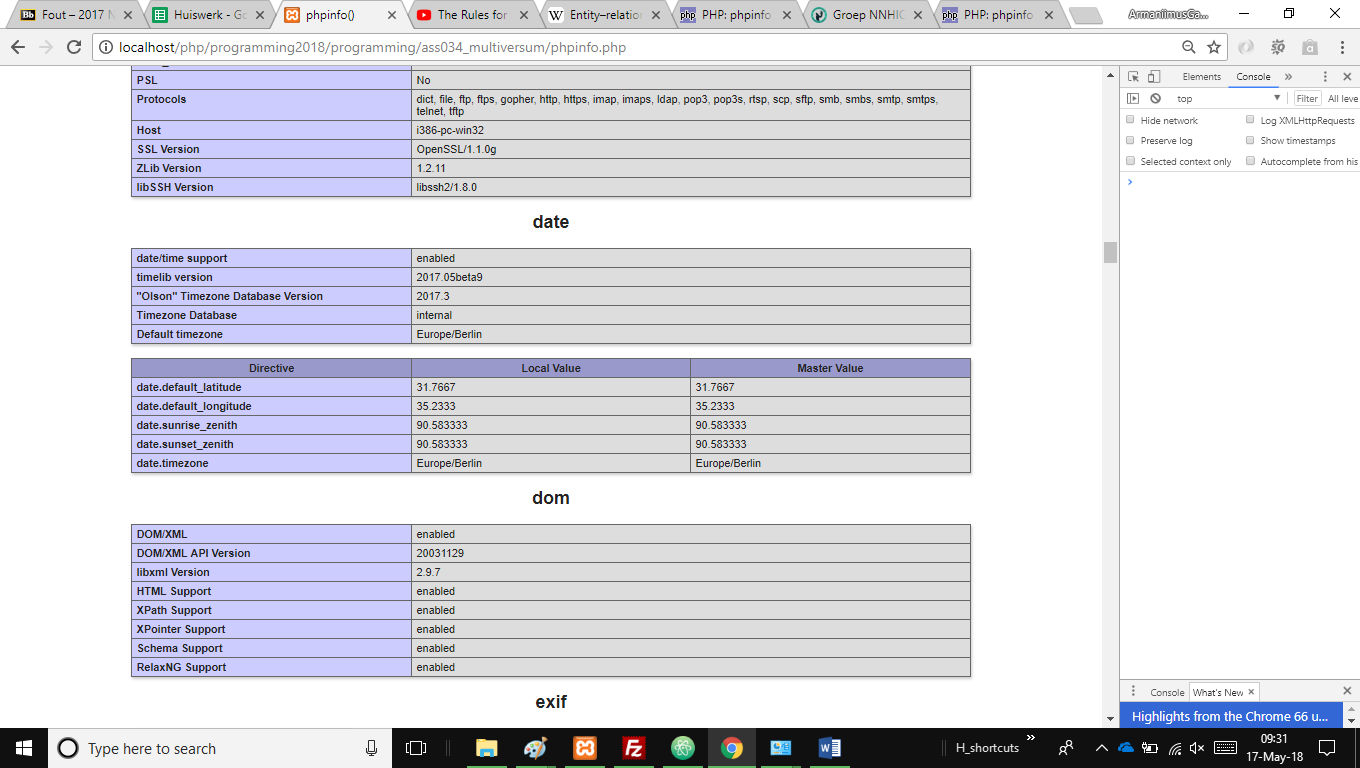 Fout – 2017 N
Huiswerk - Go
phpinfo()
The Rules for
Entity–relation
PHP: phpinfo
Groep NNHIC
PHP: phpinfo
ArmaniimusGa...
localhost/php/programming2018/programming/ass034_multiversum/phpinfo.php
PSL No
Protocols dict, file, ftp, ftps, gopher, http, https, imap, imaps, ldap, pop3, pop3s, rtsp, scp, sftp, smb, smbs, smtp, smtps,
telnet, tftp
Host i386-pc-win32
SSL Version OpenSSL/1.1.0g
ZLib Version 1.2.11
libSSH Version libssh2/1.8.0
date
date/time support enabled
timelib version 2017.05beta9
"Olson" Timezone Database Version 2017.3
Timezone Database internal
Default timezone Europe/Berlin
Directive Local Value Master Value
date.default_latitude 31.7667 31.7667
date.default_longitude 35.2333 35.2333
date.sunrise_zenith 90.583333 90.583333
date.sunset_zenith 90.583333 90.583333
date.timezone Europe/Berlin Europe/Berlin
dom
DOM/XML enabled
DOM/XML API Version 20031129
libxml Version 2.9.7
HTML Support enabled
XPath Support enabled
XPointer Support enabled
Schema Support enabled
RelaxNG Support enabled
exif
Elements Console »
top Filter All leve
Hide network Log XMLHttpRequests
Preserve log Show timestamps
Selected context only Autocomplete from his
Console What's New
Highlights from the Chrome 66 u...
Type here to search
H_shortcuts
09:31
17-May-18